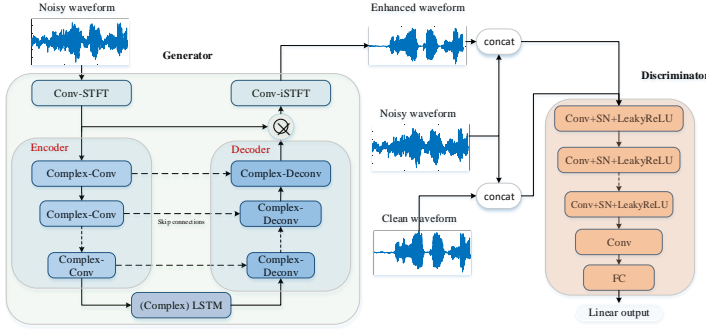 Noisy waveform
Generator
Conv-STFT
Conv-iSTFT
Encoder
Decoder
Complex-Conv
Complex-Deconv
Complex-Conv
Complex-
Deconv
Skip connections
Complex-
Conv
Complex-
Deconv
(Complex) LSTM
Enhanced waveform
concat
Noisy waveform
concat
Clean waveform
Discriminator
Conv+SN+LeakyReLU
Conv+SN+LeakyReLU
Conv+SN+LeakyReLU
Conv
FC
Linear output